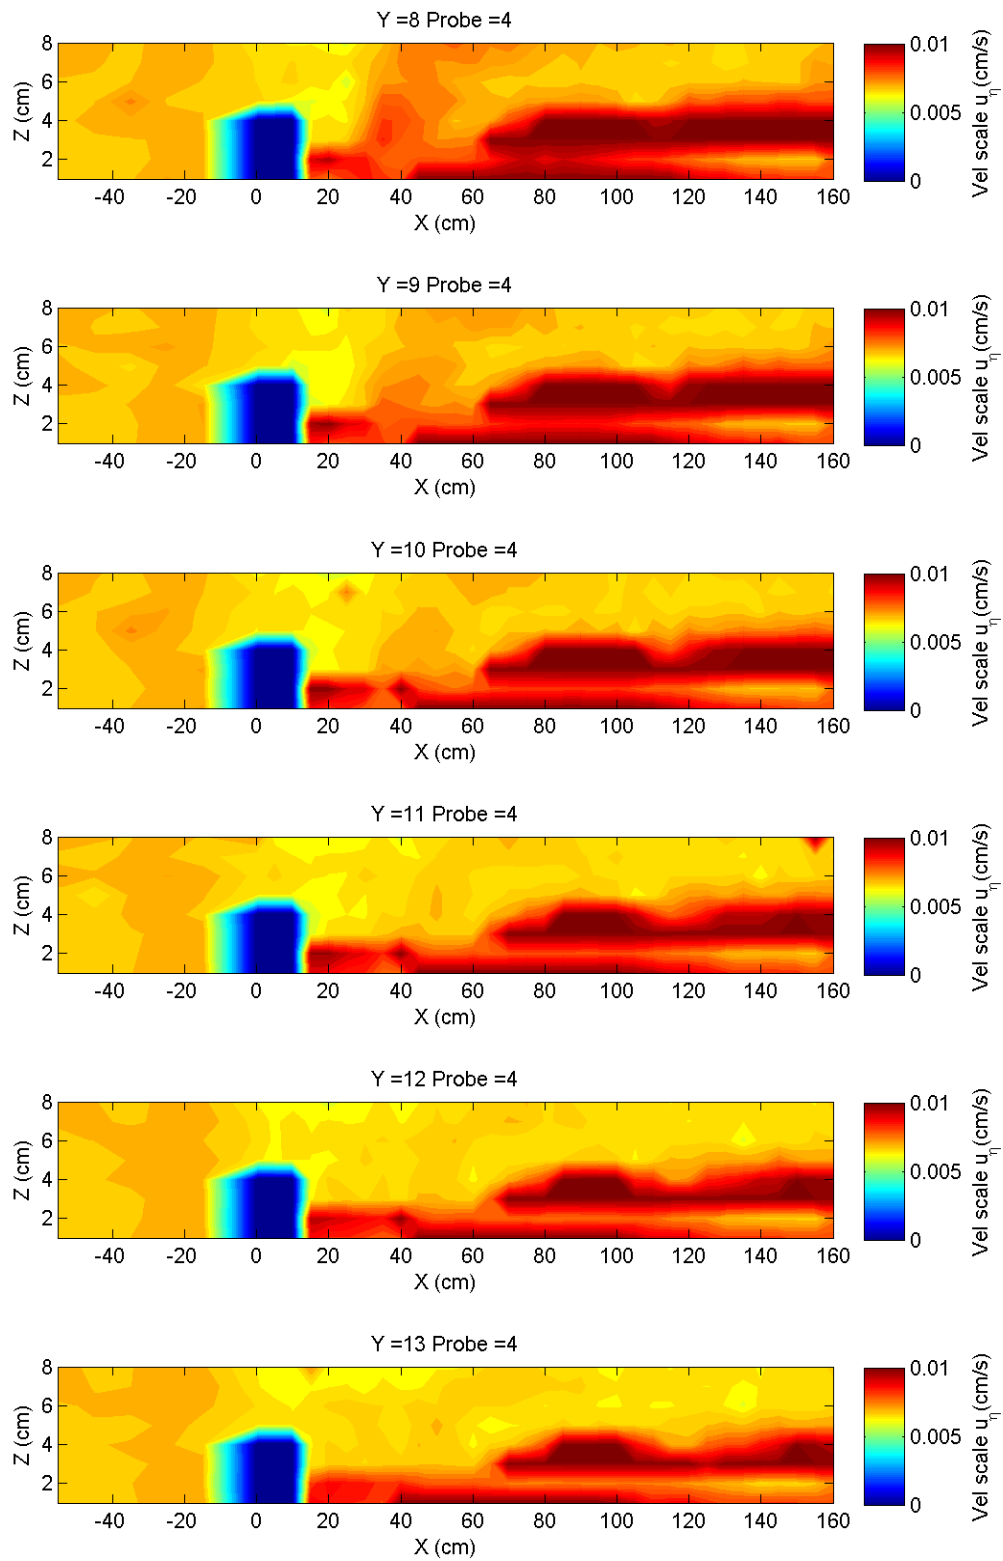 Y =8 Probe =4
8
6
4
2
Z (cm)
-40 -20 0 20 40 60 80 100 120 140 160
X (cm)
0.01
0.005
0
Vel scale u_η (cm/s)
Y =9 Probe =4
8
6
4
2
Z (cm)
-40 -20 0 20 40 60 80 100 120 140 160
X (cm)
0.01
0.005
0
Vel scale u_η (cm/s)
Y =10 Probe =4
8
6
4
2
Z (cm)
-40 -20 0 20 40 60 80 100 120 140 160
X (cm)
0.01
0.005
0
Vel scale u_η (cm/s)
Y =11 Probe =4
8
6
4
2
Z (cm)
-40 -20 0 20 40 60 80 100 120 140 160
X (cm)
0.01
0.005
0
Vel scale u_η (cm/s)
Y =12 Probe =4
8
6
4
2
Z (cm)
-40 -20 0 20 40 60 80 100 120 140 160
X (cm)
0.01
0.005
0
Vel scale u_η (cm/s)
Y =13 Probe =4
8
6
4
2
Z (cm)
-40 -20 0 20 40 60 80 100 120 140 160
X (cm)
0.01
0.005
0
Vel scale u_η (cm/s)